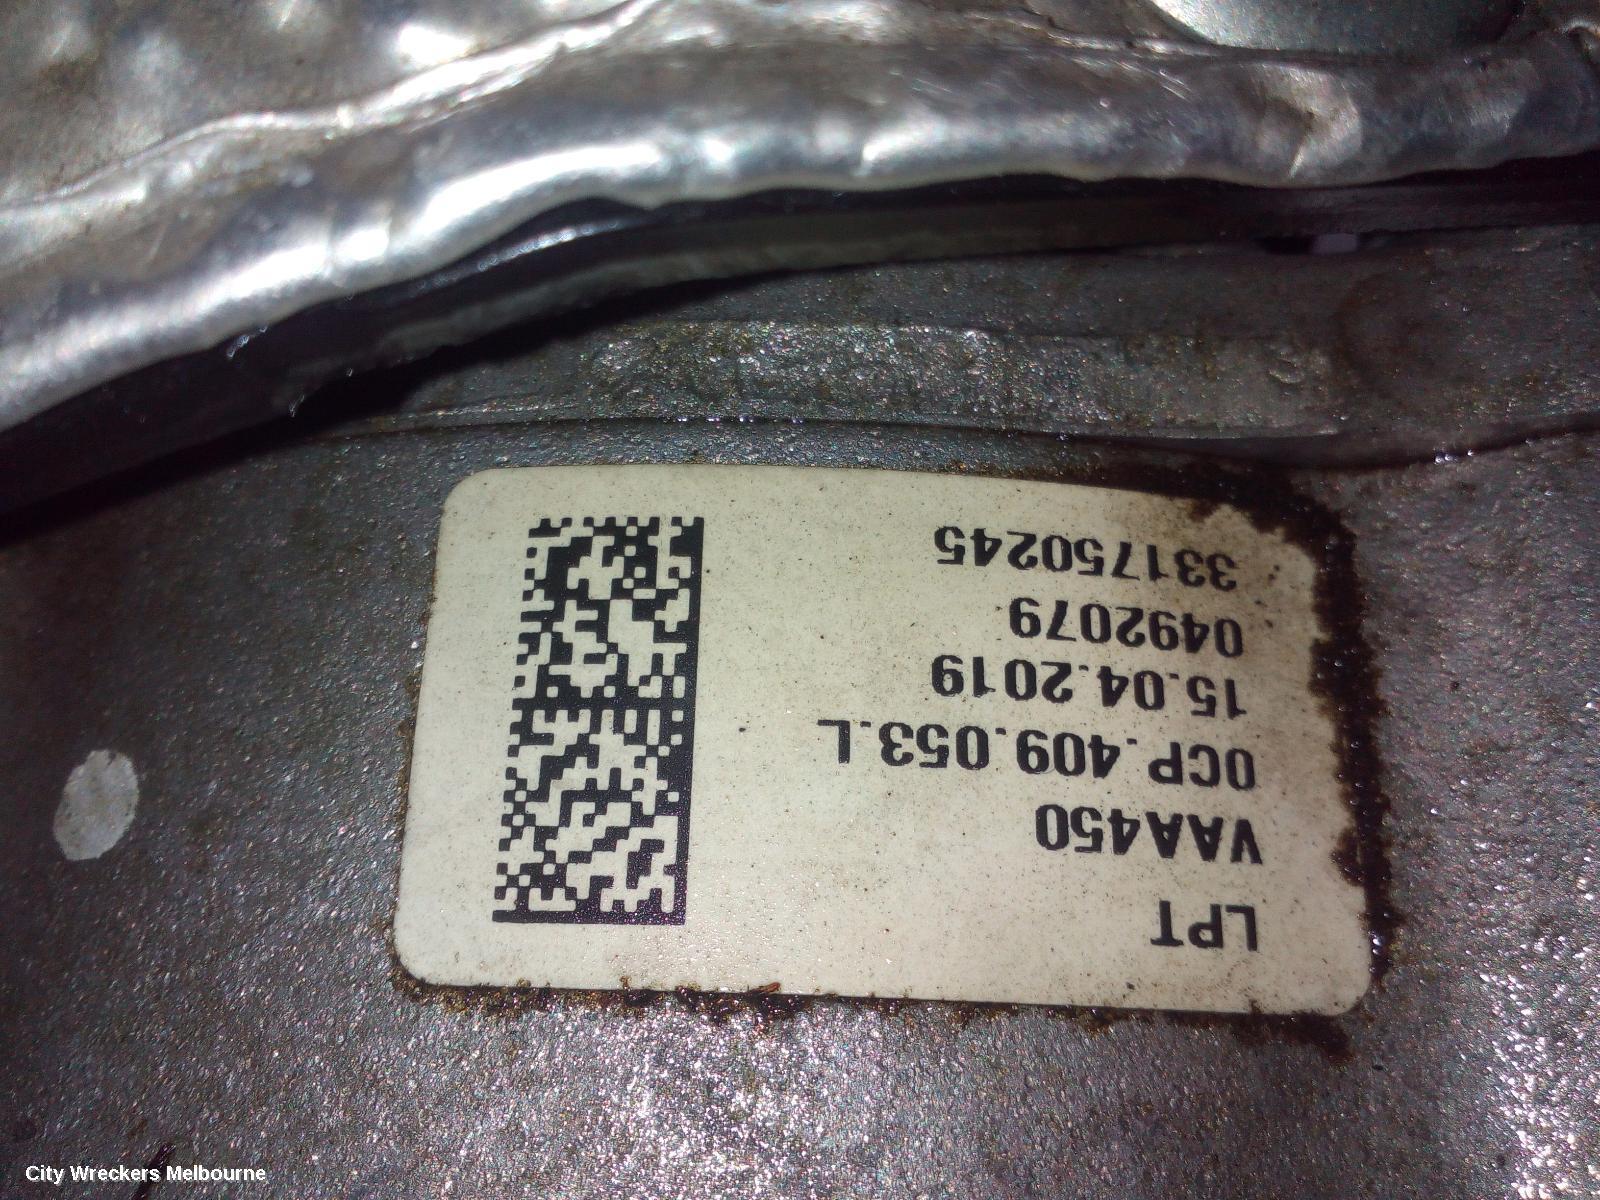 LPT
VAA450
0CP.409.053.L
15.04.2019
0492079
331750245
City Wreckers Melbourne